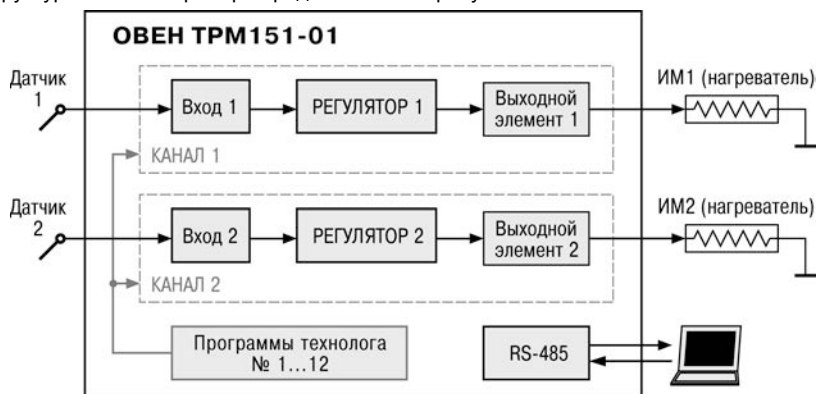 ОВЕН ТРМ151-01
Датчик
1
Вход 1
РЕГУЛЯТОР 1
Выходной
элемент 1
ИМ1 (нагреватель)
КАНАЛ 1
Датчик
2
Вход 2
РЕГУЛЯТОР 2
Выходной
элемент 2
ИМ2 (нагреватель)
КАНАЛ 2
Программы технолога
№ 1...12
RS-485